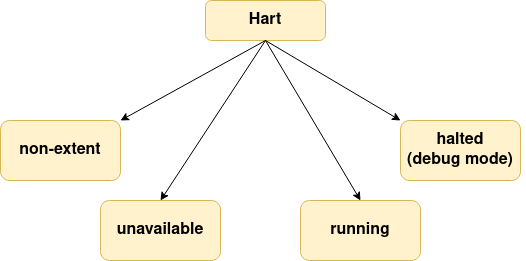 Hart
non-extent
halted
(debug mode)
unavailable
running